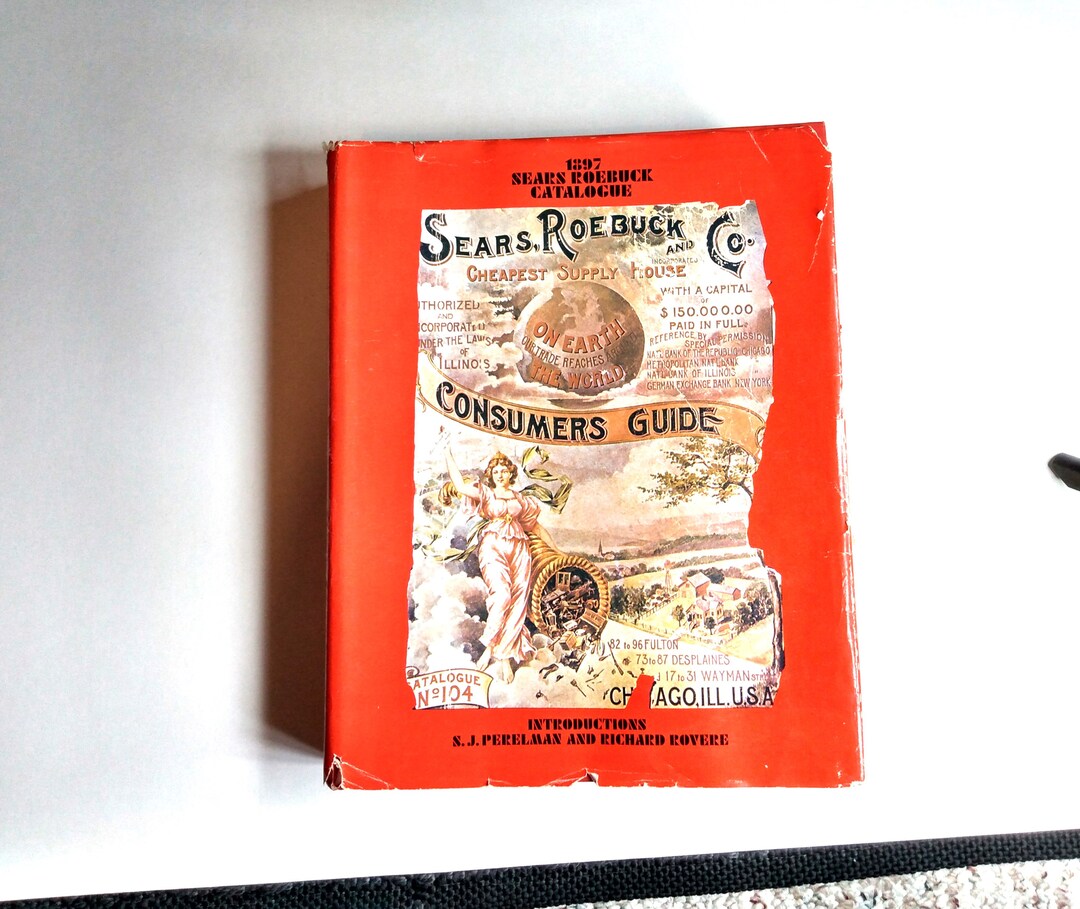 1897
SEARS ROEBUCK
CATALOGUE
SEARS, ROEBUCK AND Co.
INCORPORATED
CHEAPEST SUPPLY HOUSE
WITH A CAPITAL
OF
$150.000.00
PAID IN FULL.
REFERENCE BY SPECIAL PERMISSION
NAT'L BANK OF THE REPUBLIC, CHICAGO
METROPOLITAN NAT'L BANK "
NAT'L BANK OF ILLINOIS "
GERMAN EXCHANGE BANK, NEW YORK
THORIZED
AND
CORPORATED
NDER THE LAWS
OF
ILLINOIS
ON EARTH
OUR TRADE REACHES ALL
THE WORLD
CONSUMERS GUIDE
82 to 96 FULTON
73 to 87 DESPLAINES
17 to 31 WAYMAN
ATALOGUE
No 104
CH AGO, ILL. U.S.A
INTRODUCTIONS
S. J. PERELMAN AND RICHARD ROVERE